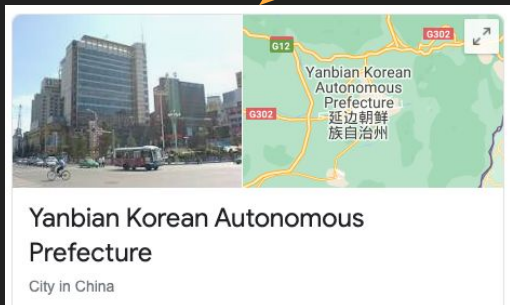 G12
G302
Yanbian Korean
Autonomous
Prefecture
延边朝鲜
族自治州
G302
Yanbian Korean Autonomous
Prefecture
City in China